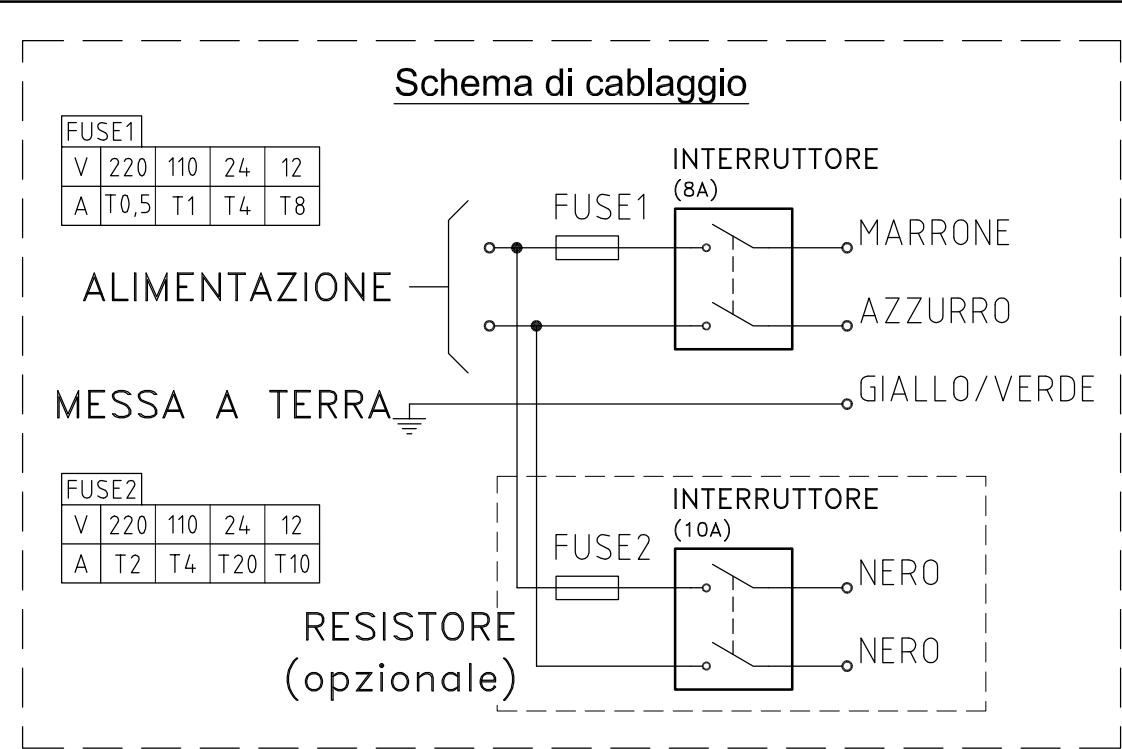 Schema di cablaggio
FUSE1
V 220 110 24 12
A T0,5 T1 T4 T8
INTERRUTTORE
(8A)
FUSE1
MARRONE
ALIMENTAZIONE
AZZURRO
MESSA A TERRA
GIALLO/VERDE
FUSE2
V 220 110 24 12
A T2 T4 T20 T10
INTERRUTTORE
(10A)
FUSE2
NERO
RESISTORE
(opzionale)
NERO